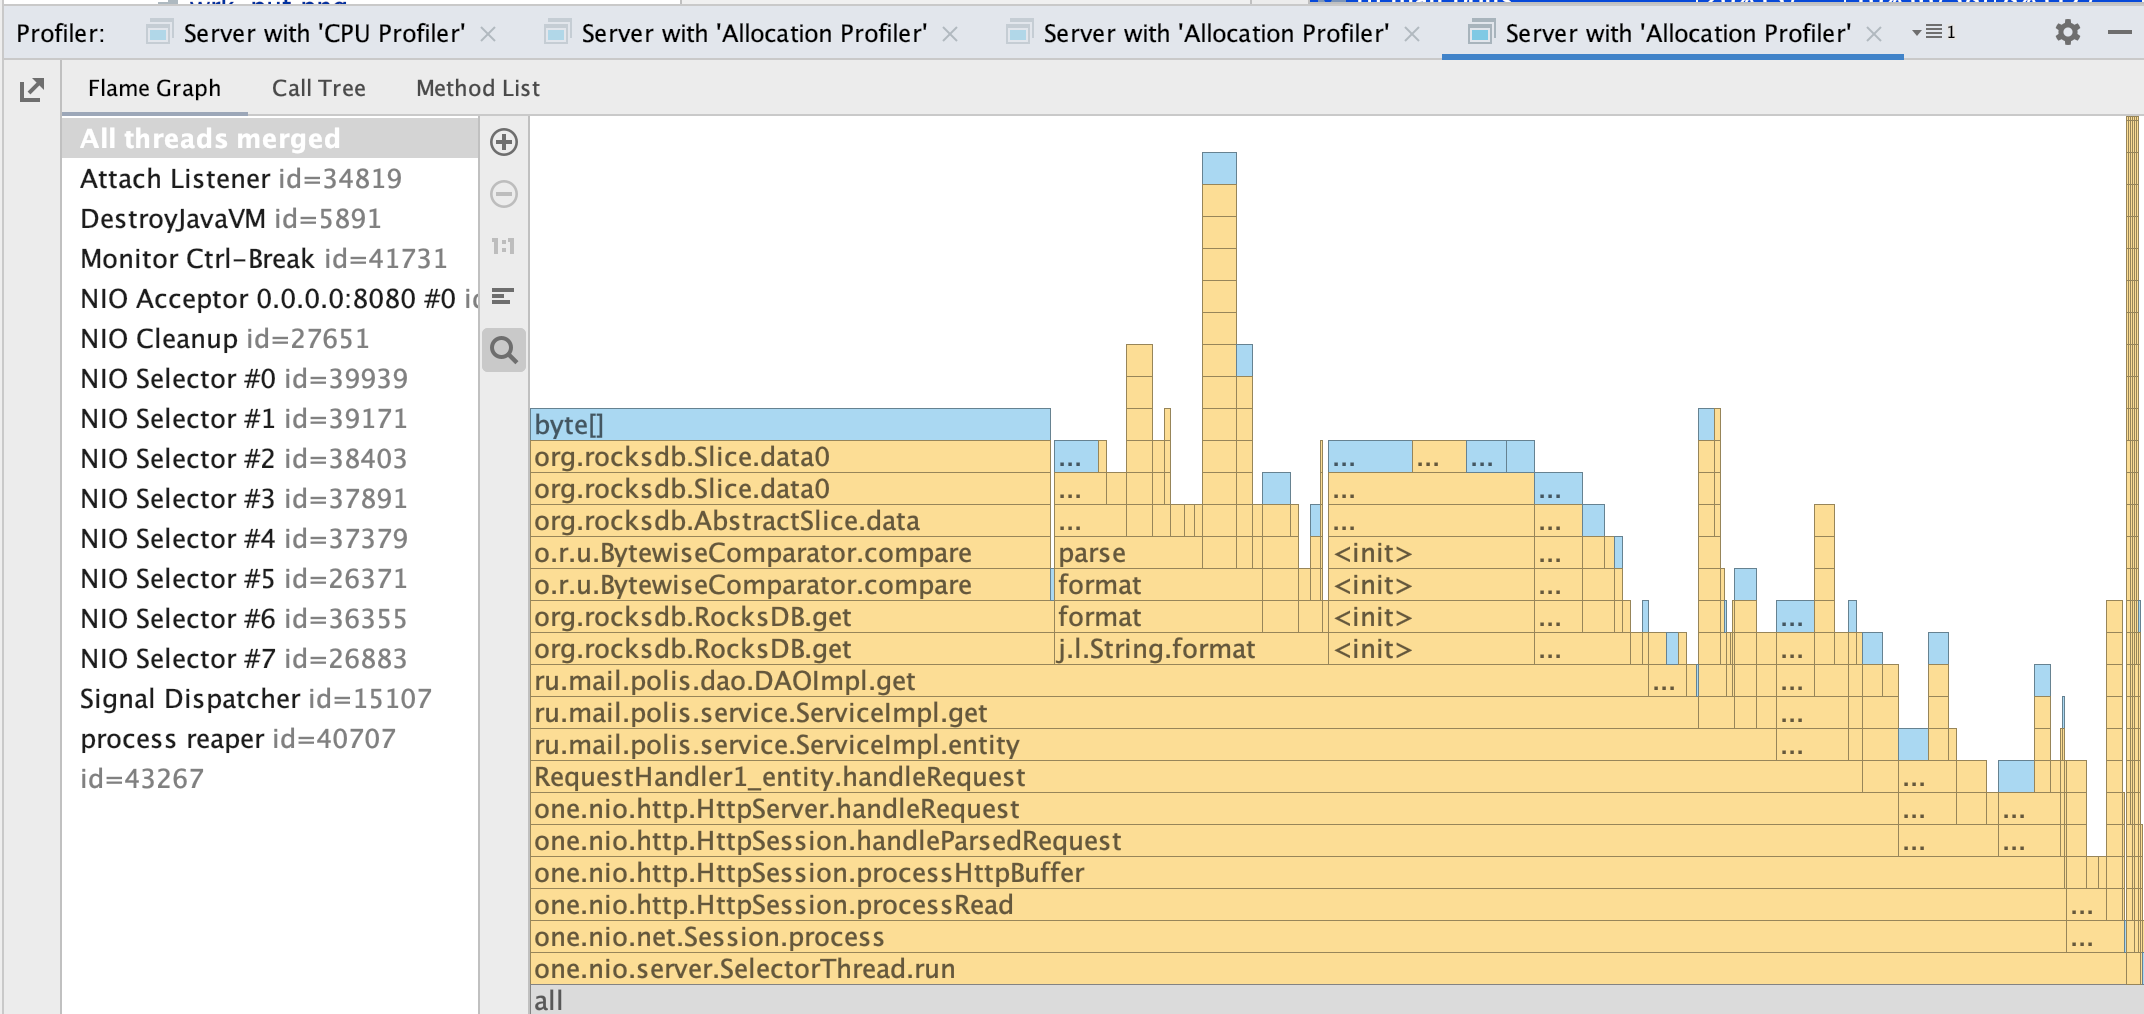 Profiler: Server with 'CPU Profiler' Server with 'Allocation Profiler' Server with 'Allocation Profiler' Server with 'Allocation Profiler' 1
Flame Graph Call Tree Method List
All threads merged
Attach Listener id=34819
DestroyJavaVM id=5891
Monitor Ctrl-Break id=41731
NIO Acceptor 0.0.0.0:8080 #0
NIO Cleanup id=27651
NIO Selector #0 id=39939
NIO Selector #1 id=39171
NIO Selector #2 id=38403
NIO Selector #3 id=37891
NIO Selector #4 id=37379
NIO Selector #5 id=26371
NIO Selector #6 id=36355
NIO Selector #7 id=26883
Signal Dispatcher id=15107
process reaper id=40707
id=43267
1:1
byte[]
org.rocksdb.Slice.data0 ... ... ... ...
org.rocksdb.Slice.data0 ... ... ...
org.rocksdb.AbstractSlice.data ... ... ...
o.r.u.BytewiseComparator.compare parse <init> ...
o.r.u.BytewiseComparator.compare format <init> ...
org.rocksdb.RocksDB.get format <init> ... ...
org.rocksdb.RocksDB.get j.l.String.format <init> ... ...
ru.mail.polis.dao.DAOImpl.get ... ...
ru.mail.polis.service.ServiceImpl.get ...
ru.mail.polis.service.ServiceImpl.entity ...
RequestHandler1_entity.handleRequest ...
one.nio.http.HttpServer.handleRequest ... ...
one.nio.http.HttpSession.handleParsedRequest ... ...
one.nio.http.HttpSession.processHttpBuffer
one.nio.http.HttpSession.processRead ...
one.nio.net.Session.process ...
one.nio.server.SelectorThread.run
all